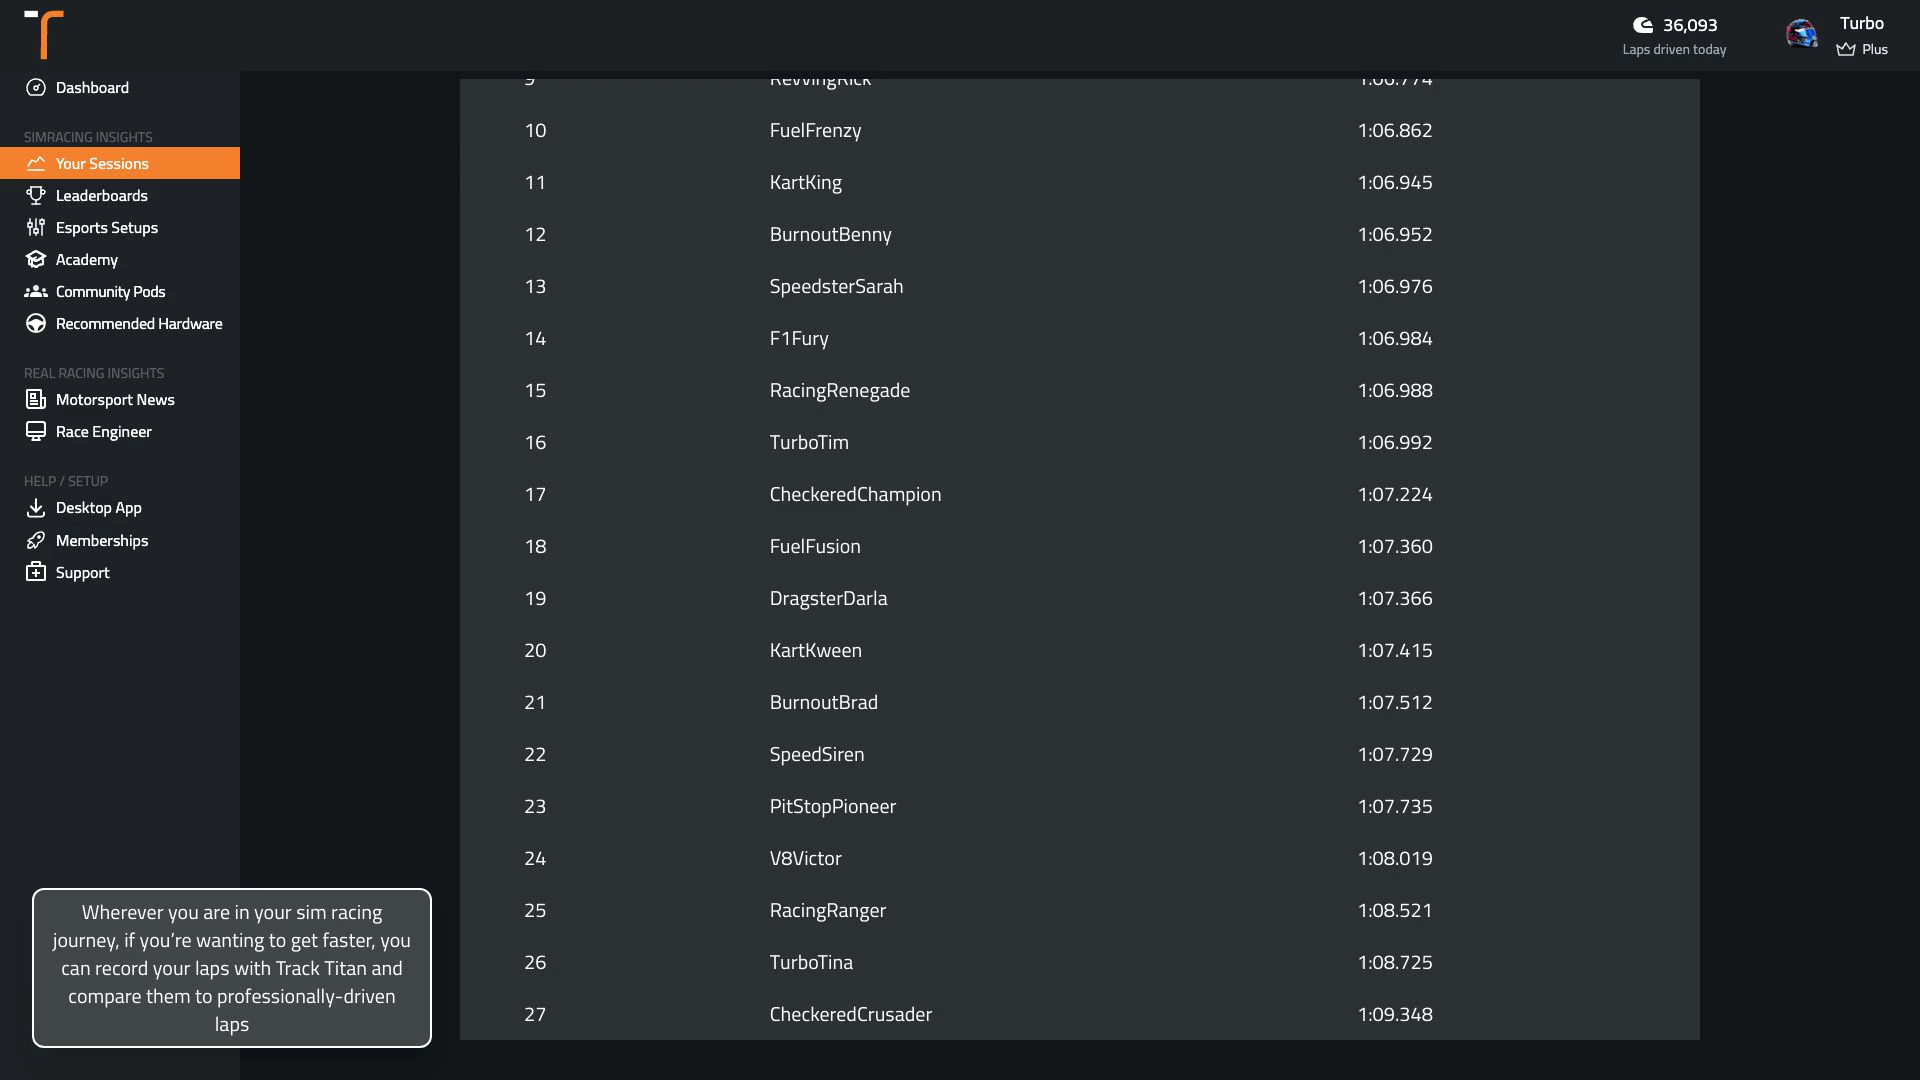 36,093
Laps driven today
Turbo
Plus
Dashboard
SIMRACING INSIGHTS
Your Sessions
Leaderboards
Esports Setups
Academy
Community Pods
Recommended Hardware
REAL RACING INSIGHTS
Motorsport News
Race Engineer
HELP / SETUP
Desktop App
Memberships
Support
9 RevvingRick 1:06.774
10 FuelFrenzy 1:06.862
11 KartKing 1:06.945
12 BurnoutBenny 1:06.952
13 SpeedsterSarah 1:06.976
14 F1Fury 1:06.984
15 RacingRenegade 1:06.988
16 TurboTim 1:06.992
17 CheckeredChampion 1:07.224
18 FuelFusion 1:07.360
19 DragsterDarla 1:07.366
20 KartKween 1:07.415
21 BurnoutBrad 1:07.512
22 SpeedSiren 1:07.729
23 PitStopPioneer 1:07.735
24 V8Victor 1:08.019
25 RacingRanger 1:08.521
26 TurboTina 1:08.725
27 CheckeredCrusader 1:09.348
Wherever you are in your sim racing
journey, if you’re wanting to get faster, you
can record your laps with Track Titan and
compare them to professionally-driven
laps